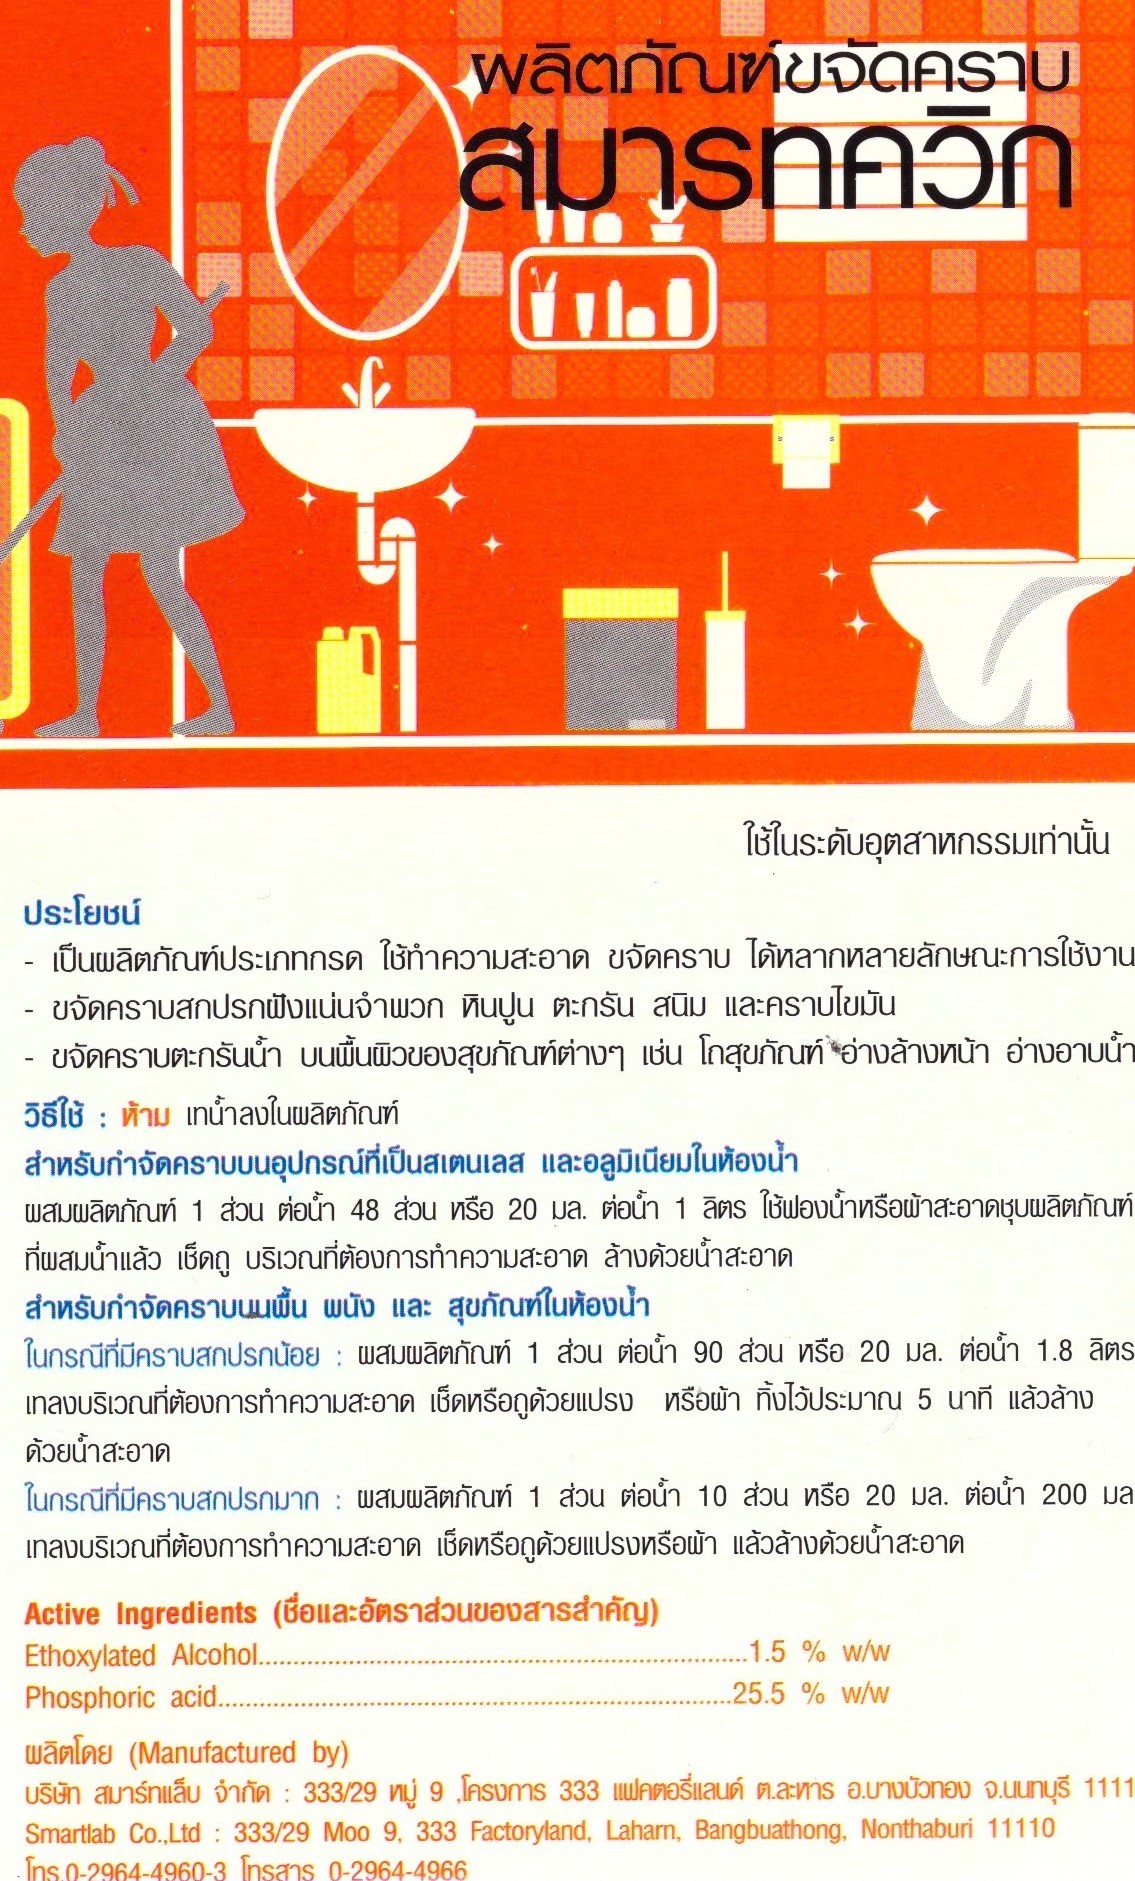 ผลิตภัณฑ์ขจัดคราบ
สมารทควิก
ใช้ในระดับอุตสาหกรรมเท่านั้น
ประโยชน์
- เป็นผลิตภัณฑ์ประเภทกรด ใช้ทำความสะอาด ขจัดคราบ ได้หลากหลายลักษณะการใช้งาน
- ขจัดคราบสกปรกฝังแน่นจำพวก หินปูน ตะกรัน สนิม และคราบไขมัน
- ขจัดคราบตะกรันน้ำ บนพื้นผิวของสุขภัณฑ์ต่างๆ เช่น โถสุขภัณฑ์ อ่างล้างหน้า อ่างอาบน้ำ
วิธีใช้ : ห้าม เทน้ำลงในผลิตภัณฑ์
สำหรับกำจัดคราบบนอุปกรณ์ที่เป็นสเตนเลส และอลูมิเนียมในห้องน้ำ
ผสมผลิตภัณฑ์ 1 ส่วน ต่อน้ำ 48 ส่วน หรือ 20 มล. ต่อน้ำ 1 ลิตร ใช้ฟองน้ำหรือผ้าสะอาดชุบผลิตภัณฑ์
ที่ผสมน้ำแล้ว เช็ดถู บริเวณที่ต้องการทำความสะอาด ล้างด้วยน้ำสะอาด
สำหรับกำจัดคราบนนพื้น ผนัง และ สุขภัณฑ์ในห้องน้ำ
ในกรณีที่มีคราบสกปรกน้อย : ผสมผลิตภัณฑ์ 1 ส่วน ต่อน้ำ 90 ส่วน หรือ 20 มล. ต่อน้ำ 1.8 ลิตร
เทลงบริเวณที่ต้องการทำความสะอาด เช็ดหรือถูด้วยแปรง หรือผ้า ทิ้งไว้ประมาณ 5 นาที แล้วล้าง
ด้วยน้ำสะอาด
ในกรณีที่มีคราบสกปรกมาก : ผสมผลิตภัณฑ์ 1 ส่วน ต่อน้ำ 10 ส่วน หรือ 20 มล. ต่อน้ำ 200 มล
เทลงบริเวณที่ต้องการทำความสะอาด เช็ดหรือถูด้วยแปรงหรือผ้า แล้วล้างด้วยน้ำสะอาด
Active Ingredients (ชื่อและอัตราส่วนของสารสำคัญ)
Ethoxylated Alcohol..........................................................................1.5 % w/w
Phosphoric acid..............................................................................25.5 % w/w
ผลิตโดย (Manufactured by)
บริษัท สมาร์ทแล็บ จำกัด : 333/29 หมู่ 9 ,โครงการ 333 แฟคตอรี่แลนด์ ต.ละหาร อ.บางบัวทอง จ.นนทบุรี 1111
Smartlab Co.,Ltd : 333/29 Moo 9, 333 Factoryland, Laharn, Bangbuathong, Nonthaburi 11110
โทร.0-2964-4960-3 โทรสาร 0-2964-4966